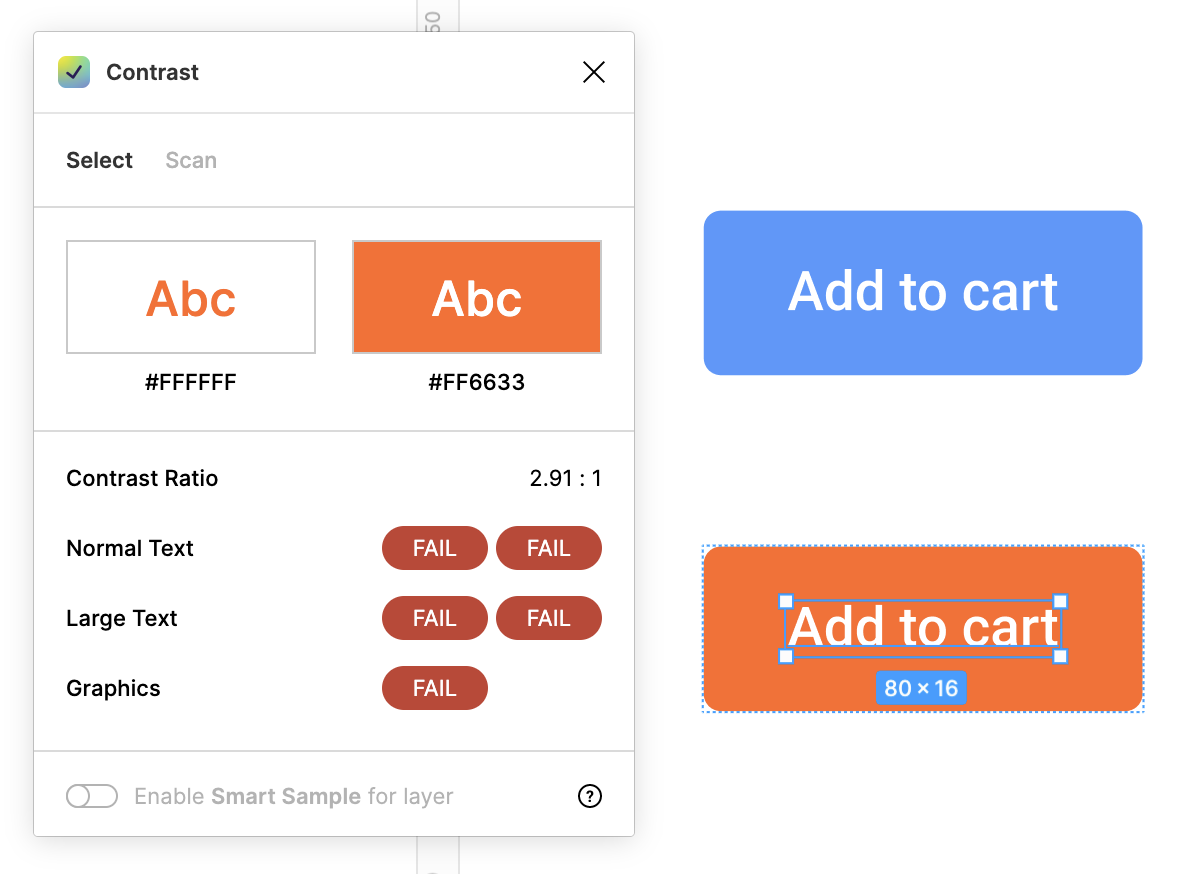 50
Contrast
Select Scan
Abc Abc
#FFFFFF #FF6633
Contrast Ratio 2.91 : 1
Normal Text FAIL FAIL
Large Text FAIL FAIL
Graphics FAIL
Enable Smart Sample for layer ?
Add to cart
Add to cart
80 × 16